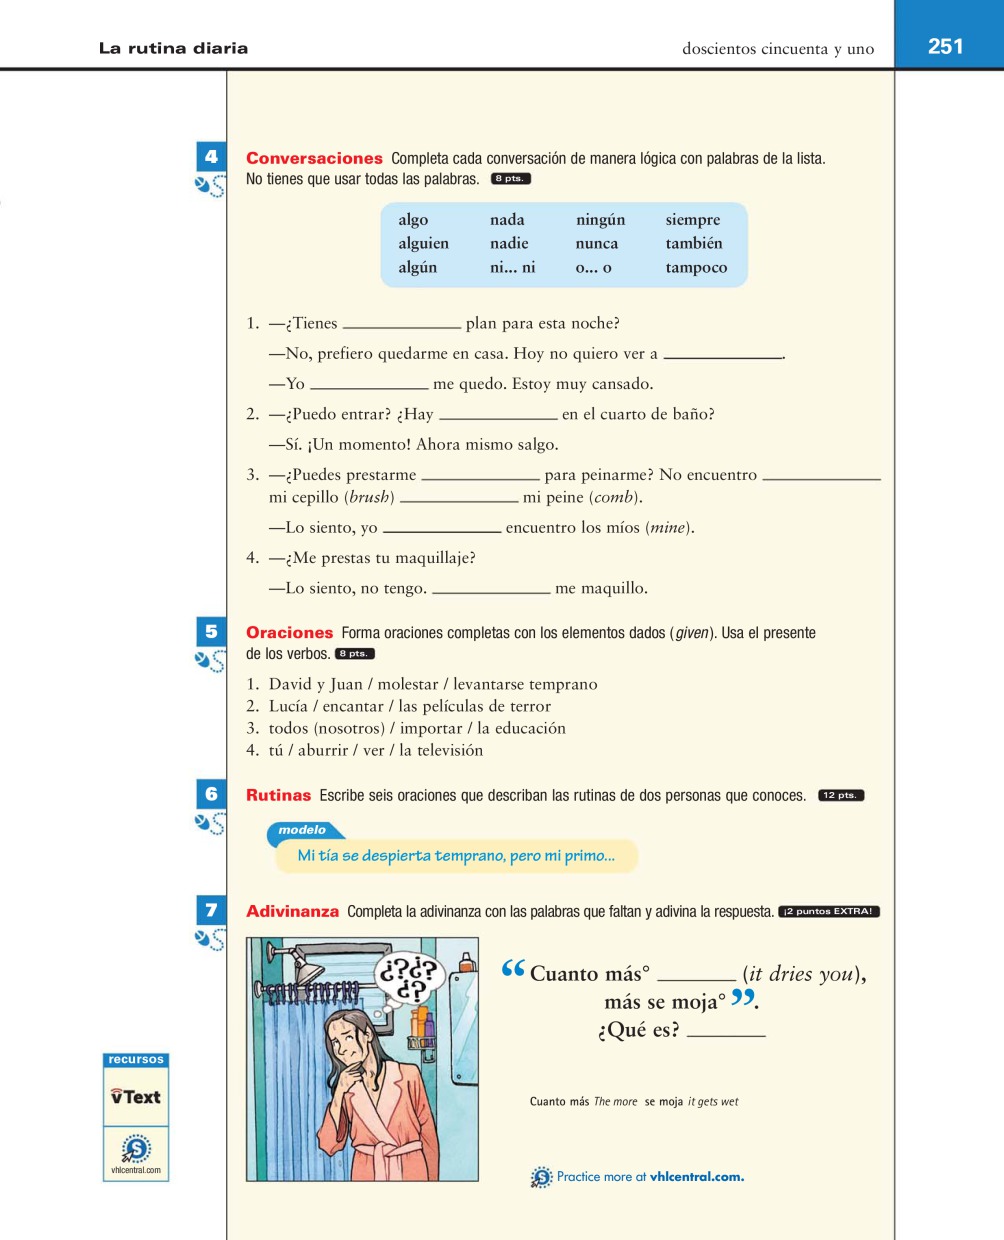 La rutina diaria
doscientos cincuenta y uno
251
4
Conversaciones Completa cada conversación de manera lógica con palabras de la lista.
No tienes que usar todas las palabras. 8 pts.
algo nada ningún siempre
alguien nadie nunca también
algún ni... ni o... o tampoco
1. —¿Tienes ____________ plan para esta noche?
—No, prefiero quedarme en casa. Hoy no quiero ver a ____________.
—Yo ____________ me quedo. Estoy muy cansado.
2. —¿Puedo entrar? ¿Hay ____________ en el cuarto de baño?
—Sí. ¡Un momento! Ahora mismo salgo.
3. —¿Puedes prestarme ____________ para peinarme? No encuentro ____________
mi cepillo (brush) ____________ mi peine (comb).
—Lo siento, yo ____________ encuentro los míos (mine).
4. —¿Me prestas tu maquillaje?
—Lo siento, no tengo. ____________ me maquillo.
5
Oraciones Forma oraciones completas con los elementos dados (given). Usa el presente
de los verbos. 8 pts.
1. David y Juan / molestar / levantarse temprano
2. Lucía / encantar / las películas de terror
3. todos (nosotros) / importar / la educación
4. tú / aburrir / ver / la televisión
6
Rutinas Escribe seis oraciones que describan las rutinas de dos personas que conoces. 12 pts.
modelo
Mi tía se despierta temprano, pero mi primo...
7
Adivinanza Completa la adivinanza con las palabras que faltan y adivina la respuesta. ¡2 puntos EXTRA!
¿?¿?
¿?
“Cuanto más° ________ (it dries you),
más se moja°”.
¿Qué es? ________
Cuanto más The more se moja it gets wet
recursos
vText
S
vhlcentral.com
S Practice more at vhlcentral.com.